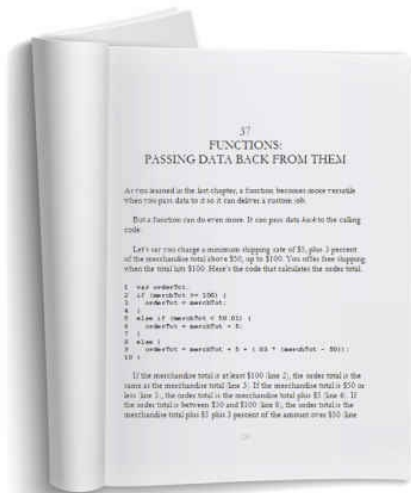 37
FUNCTIONS:
PASSING DATA BACK FROM THEM
As you learned in the last chapter, a function becomes more versatile
when you pass data to it so it can deliver a custom job.
But a function can do even more. It can pass data back to the calling
code.
Let's say you charge a minimum shipping rate of $5, plus 3 percent
of the merchandise total above $50, up to $100. You offer free shipping
when the total hits $100. Here's the code that calculates the order total.
1 var orderTot;
2 if (merchTot >= 100) {
3 orderTot = merchTot;
4 }
5 else if (merchTot < 50.01) {
6 orderTot = merchTot + 5;
7 }
8 else {
9 orderTot = merchTot + 5 + (.03 * (merchTot - 50));
10 }
If the merchandise total is at least $100 (line 2), the order total is the
same as the merchandise total (line 3). If the merchandise total is $50 or
less (line 5), the order total is the merchandise total plus $5 (line 6). If
the order total is between $50 and $100 (line 8), the order total is the
merchandise total plus $5 plus 3 percent of the amount over $50 (line